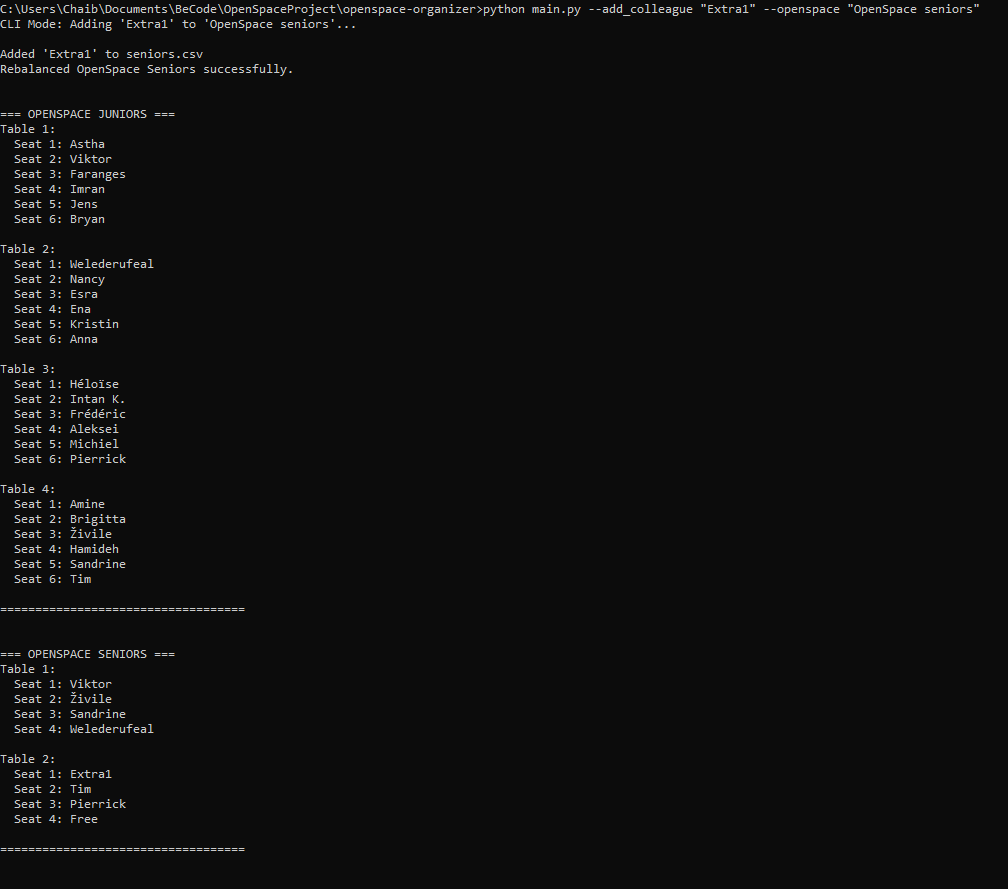 C:\Users\Chaib\Documents\BeCode\OpenSpaceProject\openspace-organizer>python main.py --add_colleague "Extra1" --openspace "OpenSpace seniors"
CLI Mode: Adding 'Extra1' to 'OpenSpace seniors'...

Added 'Extra1' to seniors.csv
Rebalanced OpenSpace Seniors successfully.


=== OPENSPACE JUNIORS ===
Table 1:
  Seat 1: Astha
  Seat 2: Viktor
  Seat 3: Faranges
  Seat 4: Imran
  Seat 5: Jens
  Seat 6: Bryan

Table 2:
  Seat 1: Welederufeal
  Seat 2: Nancy
  Seat 3: Esra
  Seat 4: Ena
  Seat 5: Kristin
  Seat 6: Anna

Table 3:
  Seat 1: Héloïse
  Seat 2: Intan K.
  Seat 3: Frédéric
  Seat 4: Aleksei
  Seat 5: Michiel
  Seat 6: Pierrick

Table 4:
  Seat 1: Amine
  Seat 2: Brigitta
  Seat 3: Živile
  Seat 4: Hamideh
  Seat 5: Sandrine
  Seat 6: Tim

===================================


=== OPENSPACE SENIORS ===
Table 1:
  Seat 1: Viktor
  Seat 2: Živile
  Seat 3: Sandrine
  Seat 4: Welederufeal

Table 2:
  Seat 1: Extra1
  Seat 2: Tim
  Seat 3: Pierrick
  Seat 4: Free

===================================